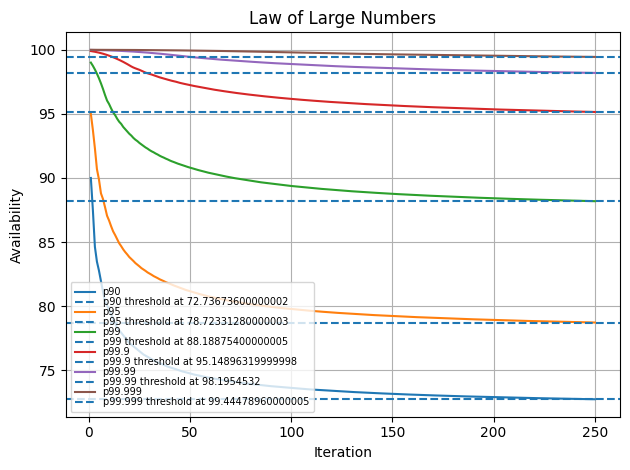 Law of Large Numbers
100
95
90
85
80
75
Availability
p90
p90 threshold at 72.73673600000002
p95
p95 threshold at 78.72331280000003
p99
p99 threshold at 88.18875400000005
p99.9
p99.9 threshold at 95.14896319999998
p99.99
p99.99 threshold at 98.1954532
p99.999
p99.999 threshold at 99.44478960000005
0 50 100 150 200 250
Iteration